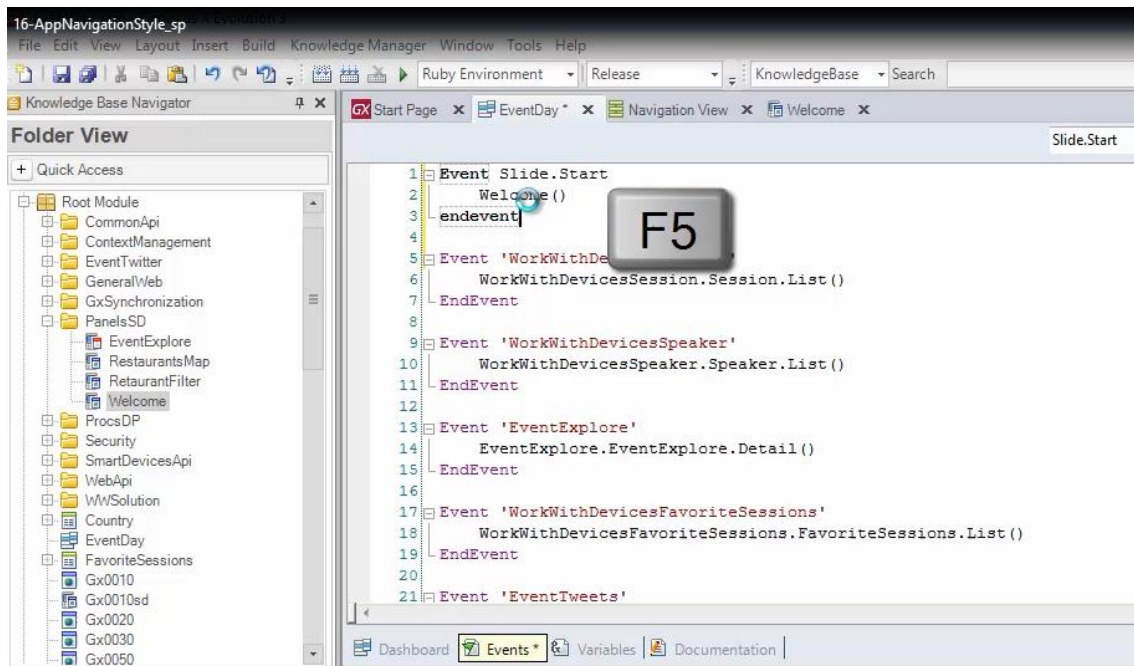 16-AppNavigationStyle_sp
File Edit View Layout Insert Build Knowledge Manager Window Tools Help
Ruby Environment Release KnowledgeBase Search
Knowledge Base Navigator
GX Start Page EventDay * Navigation View Welcome
Folder View
Slide.Start
Quick Access
Root Module
CommonApi
ContextManagement
EventTwitter
GeneralWeb
GxSynchronization
PanelsSD
EventExplore
RestaurantsMap
RetaurantFilter
Welcome
ProcsDP
Security
SmartDevicesApi
WebApi
WWSolution
Country
EventDay
FavoriteSessions
Gx0010
Gx0010sd
Gx0020
Gx0030
Gx0050
1 Event Slide.Start
2 Welcome()
3 endevent
4
5 Event 'WorkWithDe
6 WorkWithDevicesSession.Session.List()
7 EndEvent
8
9 Event 'WorkWithDevicesSpeaker'
10 WorkWithDevicesSpeaker.Speaker.List()
11 EndEvent
12
13 Event 'EventExplore'
14 EventExplore.EventExplore.Detail()
15 EndEvent
16
17 Event 'WorkWithDevicesFavoriteSessions'
18 WorkWithDevicesFavoriteSessions.FavoriteSessions.List()
19 EndEvent
20
21 Event 'EventTweets'
F5
Dashboard Events * Variables Documentation